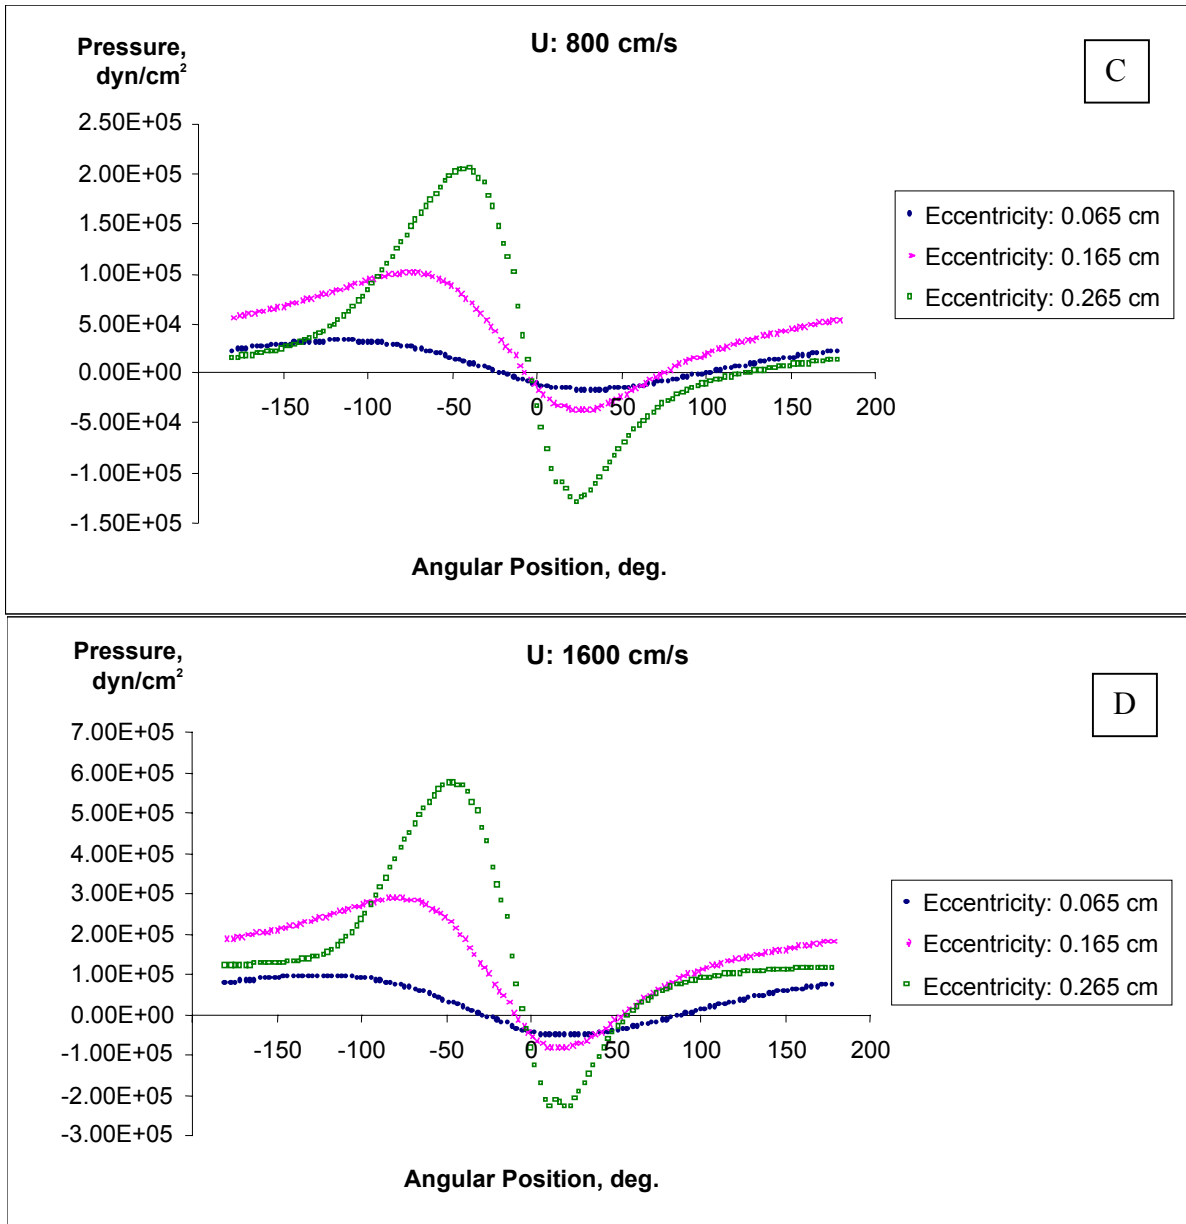 U: 800 cm/s
C
Pressure,
dyn/cm²
2.50E+05
2.00E+05
1.50E+05
1.00E+05
5.00E+04
0.00E+00
-5.00E+04
-1.00E+05
-1.50E+05
-150 -100 -50 0 50 100 150 200
Angular Position, deg.
Eccentricity: 0.065 cm
Eccentricity: 0.165 cm
Eccentricity: 0.265 cm
U: 1600 cm/s
D
Pressure,
dyn/cm²
7.00E+05
6.00E+05
5.00E+05
4.00E+05
3.00E+05
2.00E+05
1.00E+05
0.00E+00
-1.00E+05
-2.00E+05
-3.00E+05
-150 -100 -50 0 50 100 150 200
Angular Position, deg.
Eccentricity: 0.065 cm
Eccentricity: 0.165 cm
Eccentricity: 0.265 cm